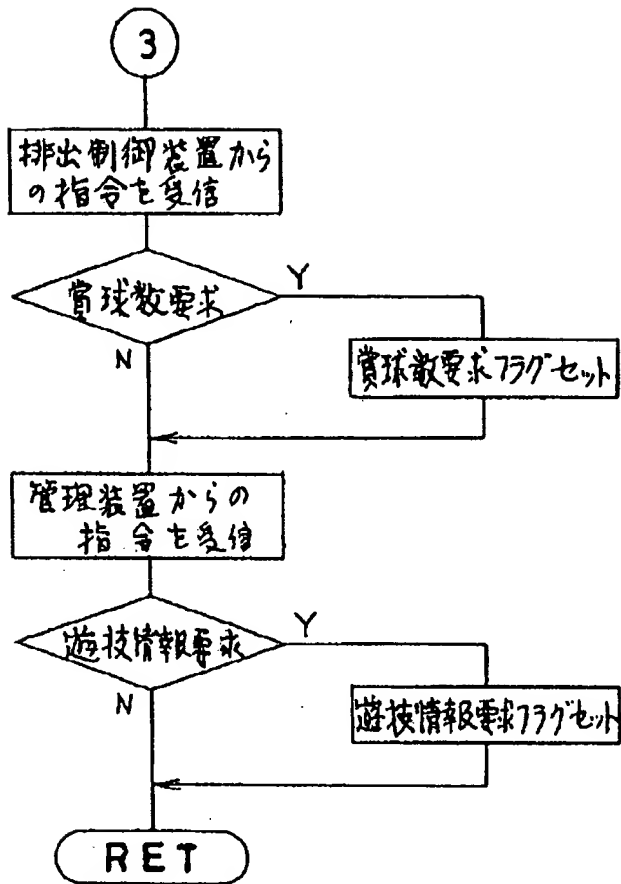 3
排出制御装置から
の指令を受信
賞球数要求
Y
N
賞球数要求フラグセット
管理装置からの
指令を受信
遊技情報要求
Y
N
遊技情報要求フラグセット
RET